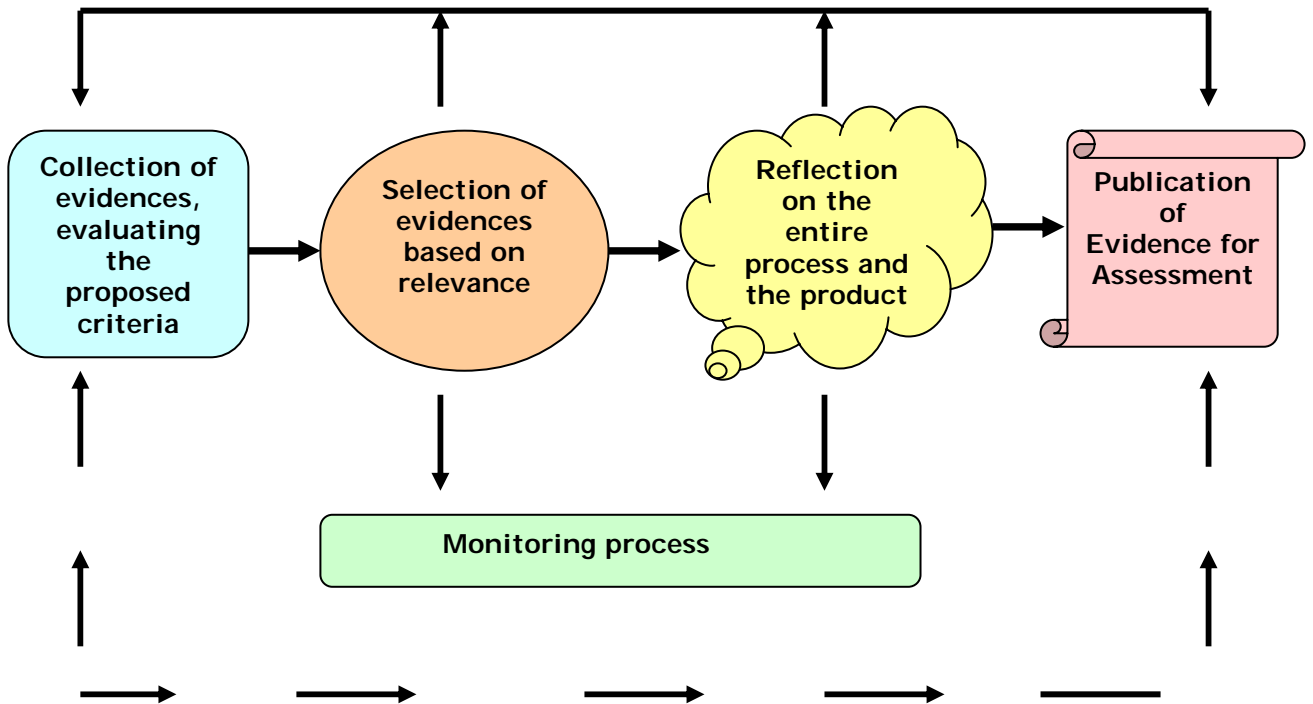 Collection of
evidences,
evaluating
the
proposed
criteria
Selection of
evidences
based on
relevance
Reflection
on the
entire
process and
the product
Publication
of
Evidence for
Assessment
Monitoring process